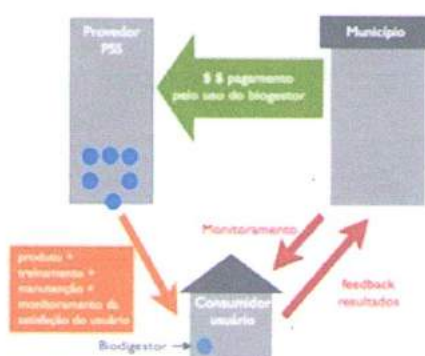 Provedor
PSS
Município
$ $ pagamento
pelo uso do biogestor
Monitoramento
produto +
treinamento +
manutenção +
monitoramento da
satisfação do usuário
Consumidor
usuário
feedback
resultados
Biodigestor